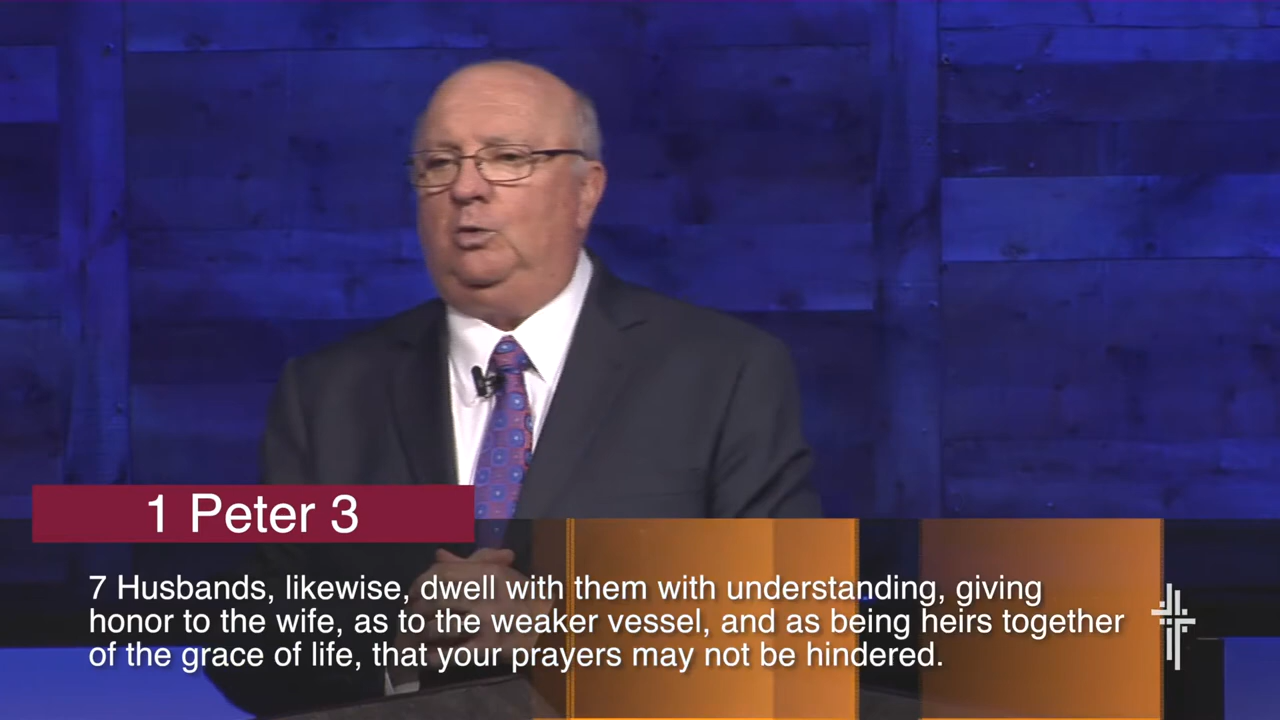 1 Peter 3
7 Husbands, likewise, dwell with them with understanding, giving
honor to the wife, as to the weaker vessel, and as being heirs together
of the grace of life, that your prayers may not be hindered.